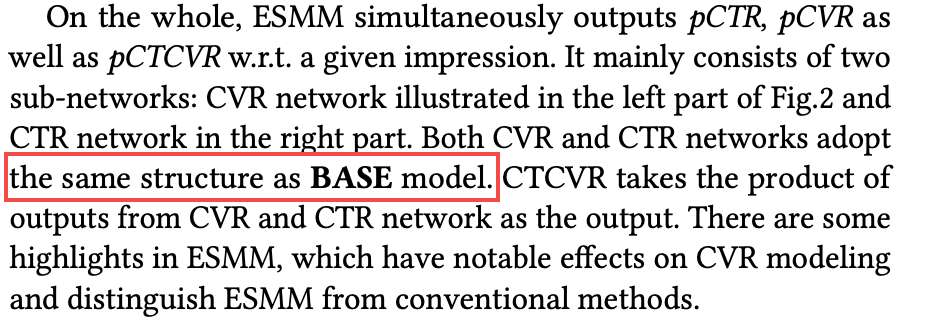 On the whole, ESMM simultaneously outputs pCTR, pCVR as
well as pCTCVR w.r.t. a given impression. It mainly consists of two
sub-networks: CVR network illustrated in the left part of Fig.2 and
CTR network in the right part. Both CVR and CTR networks adopt
the same structure as BASE model. CTCVR takes the product of
outputs from CVR and CTR network as the output. There are some
highlights in ESMM, which have notable effects on CVR modeling
and distinguish ESMM from conventional methods.